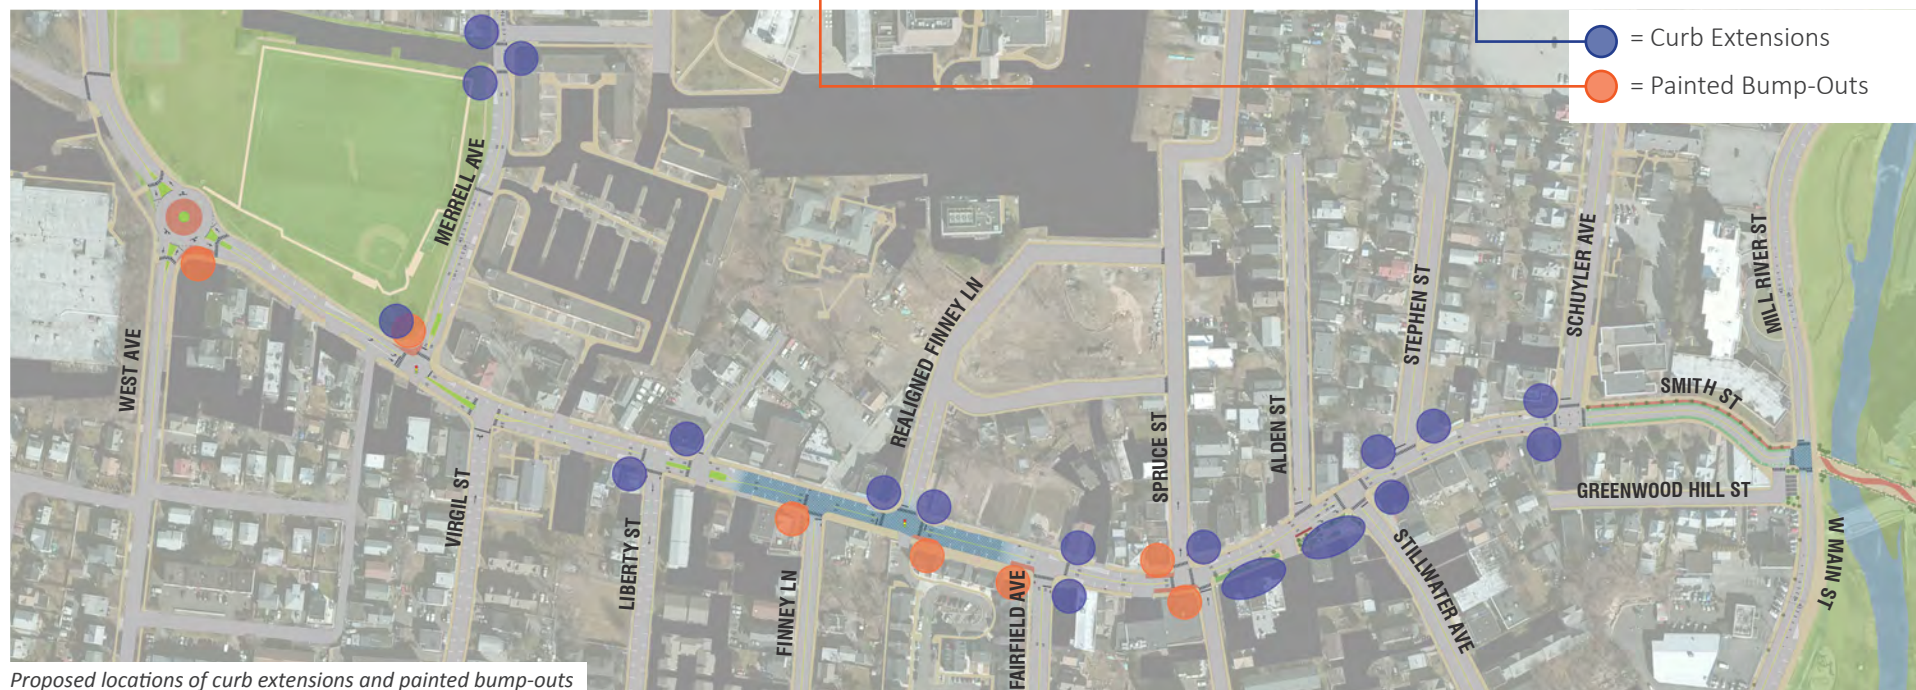 = Curb Extensions
= Painted Bump-Outs
MERRELL AVE
WEST AVE
VIRGIL ST
LIBERTY ST
FINNEY LN
REALIGNED FINNEY LN
FAIRFIELD AVE
SPRUCE ST
ALDEN ST
STEPHEN ST
STILLWATER AVE
SCHUYLER AVE
SMITH ST
GREENWOOD HILL ST
MILL RIVER ST
W MAIN ST
Proposed locations of curb extensions and painted bump-outs